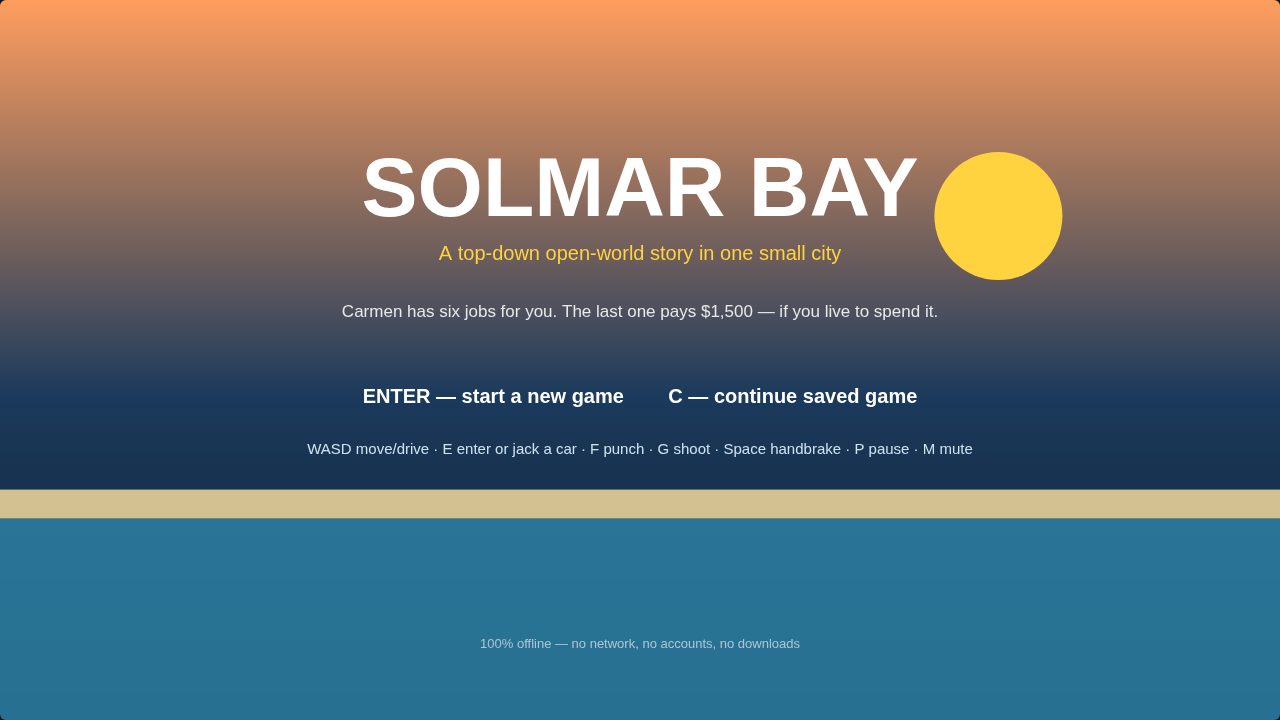 SOLMAR BAY
A top-down open-world story in one small city
Carmen has six jobs for you. The last one pays $1,500 — if you live to spend it.
ENTER — start a new game C — continue saved game
WASD move/drive · E enter or jack a car · F punch · G shoot · Space handbrake · P pause · M mute
100% offline — no network, no accounts, no downloads